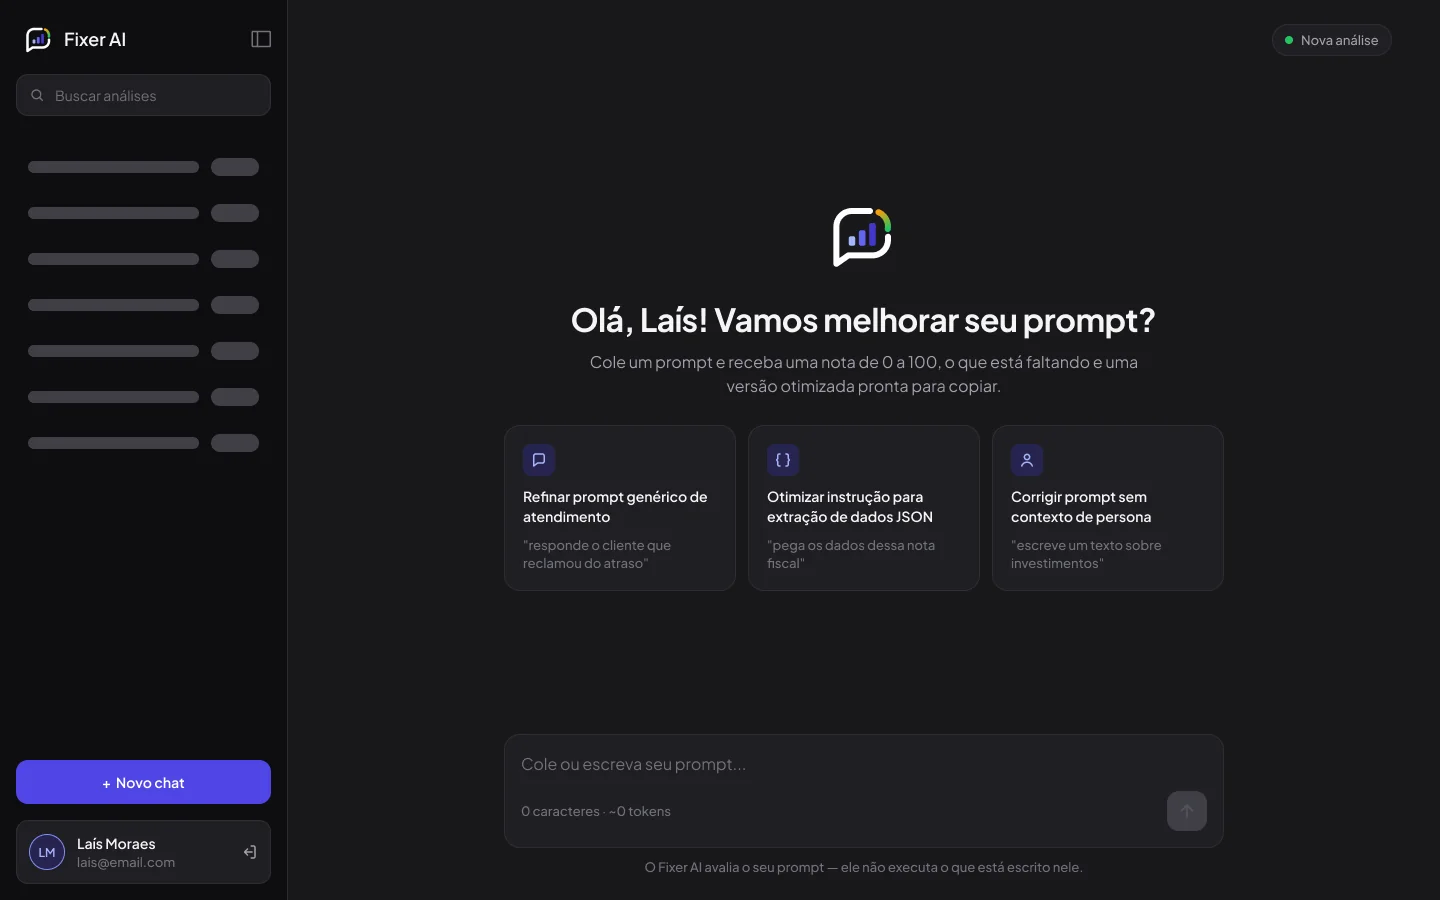 Fixer AI
Buscar análises
+ Novo chat
LM
Laís Moraes
lais@email.com
Nova análise
Olá, Laís! Vamos melhorar seu prompt?
Cole um prompt e receba uma nota de 0 a 100, o que está faltando e uma
versão otimizada pronta para copiar.
Refinar prompt genérico de
atendimento
"responde o cliente que
reclamou do atraso"
{ }
Otimizar instrução para
extração de dados JSON
"pega os dados dessa nota
fiscal"
Corrigir prompt sem
contexto de persona
"escreve um texto sobre
investimentos"
Cole ou escreva seu prompt...
0 caracteres · ~0 tokens
O Fixer AI avalia o seu prompt — ele não executa o que está escrito nele.